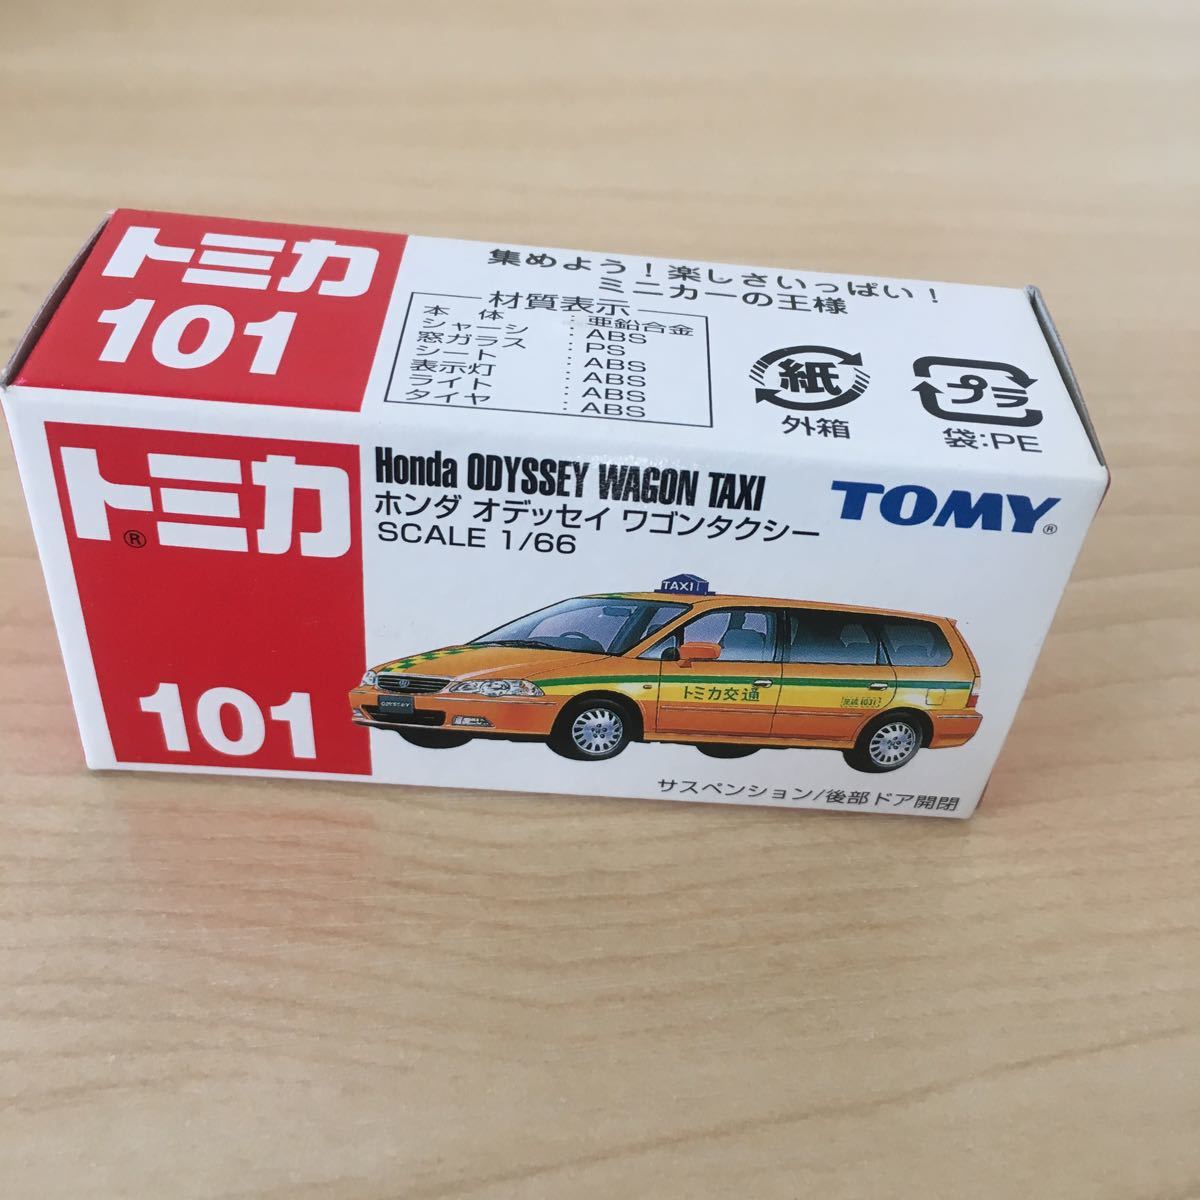 トミカ
101
集めよう！楽しさいっぱい！
ミニカーの王様
材質表示
本体 : 亜鉛合金
シャーシ : ABS
窓ガラス : PS
シート : ABS
表示灯 : ABS
ライト : ABS
タイヤ : ABS
紙
外箱
プラ
袋:PE
トミカ®
101
Honda ODYSSEY WAGON TAXI
ホンダ オデッセイ ワゴンタクシー
SCALE 1/66
TOMY®
TAXI
トミカ交通
ODYSSEY
サスペンション/後部ドア開閉